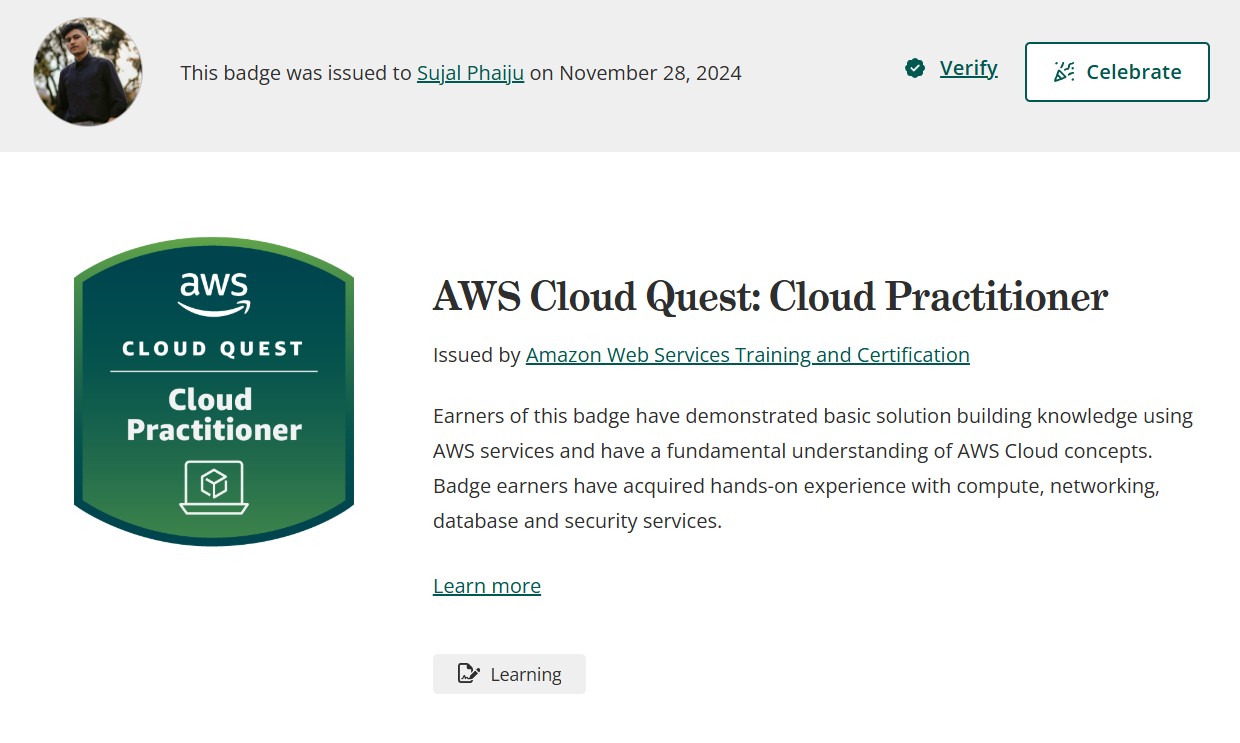 This badge was issued to Sujal Phaiju on November 28, 2024
Verify
Celebrate
aws
CLOUD QUEST
Cloud
Practitioner
AWS Cloud Quest: Cloud Practitioner
Issued by Amazon Web Services Training and Certification
Earners of this badge have demonstrated basic solution building knowledge using
AWS services and have a fundamental understanding of AWS Cloud concepts.
Badge earners have acquired hands-on experience with compute, networking,
database and security services.
Learn more
Learning